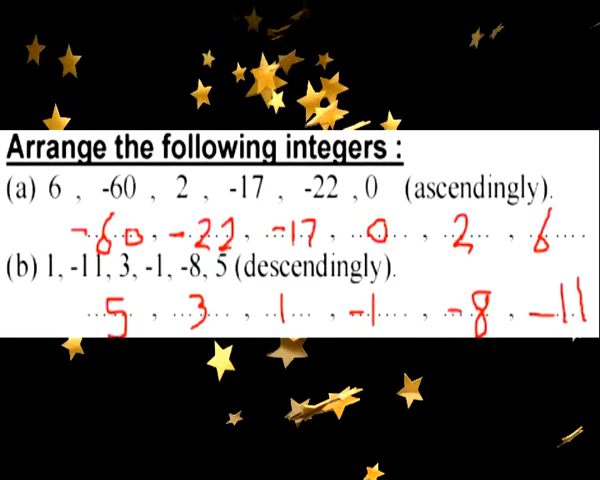 Arrange the following integers :
(a) 6 , -60 , 2 , -17 , -22 ,0 (ascendingly).
-60 , -22 , -17 , 0 , 2 , 6
(b) 1, -11, 3, -1, -8, 5 (descendingly).
5 , 3 , 1 , -1 , -8 , -11